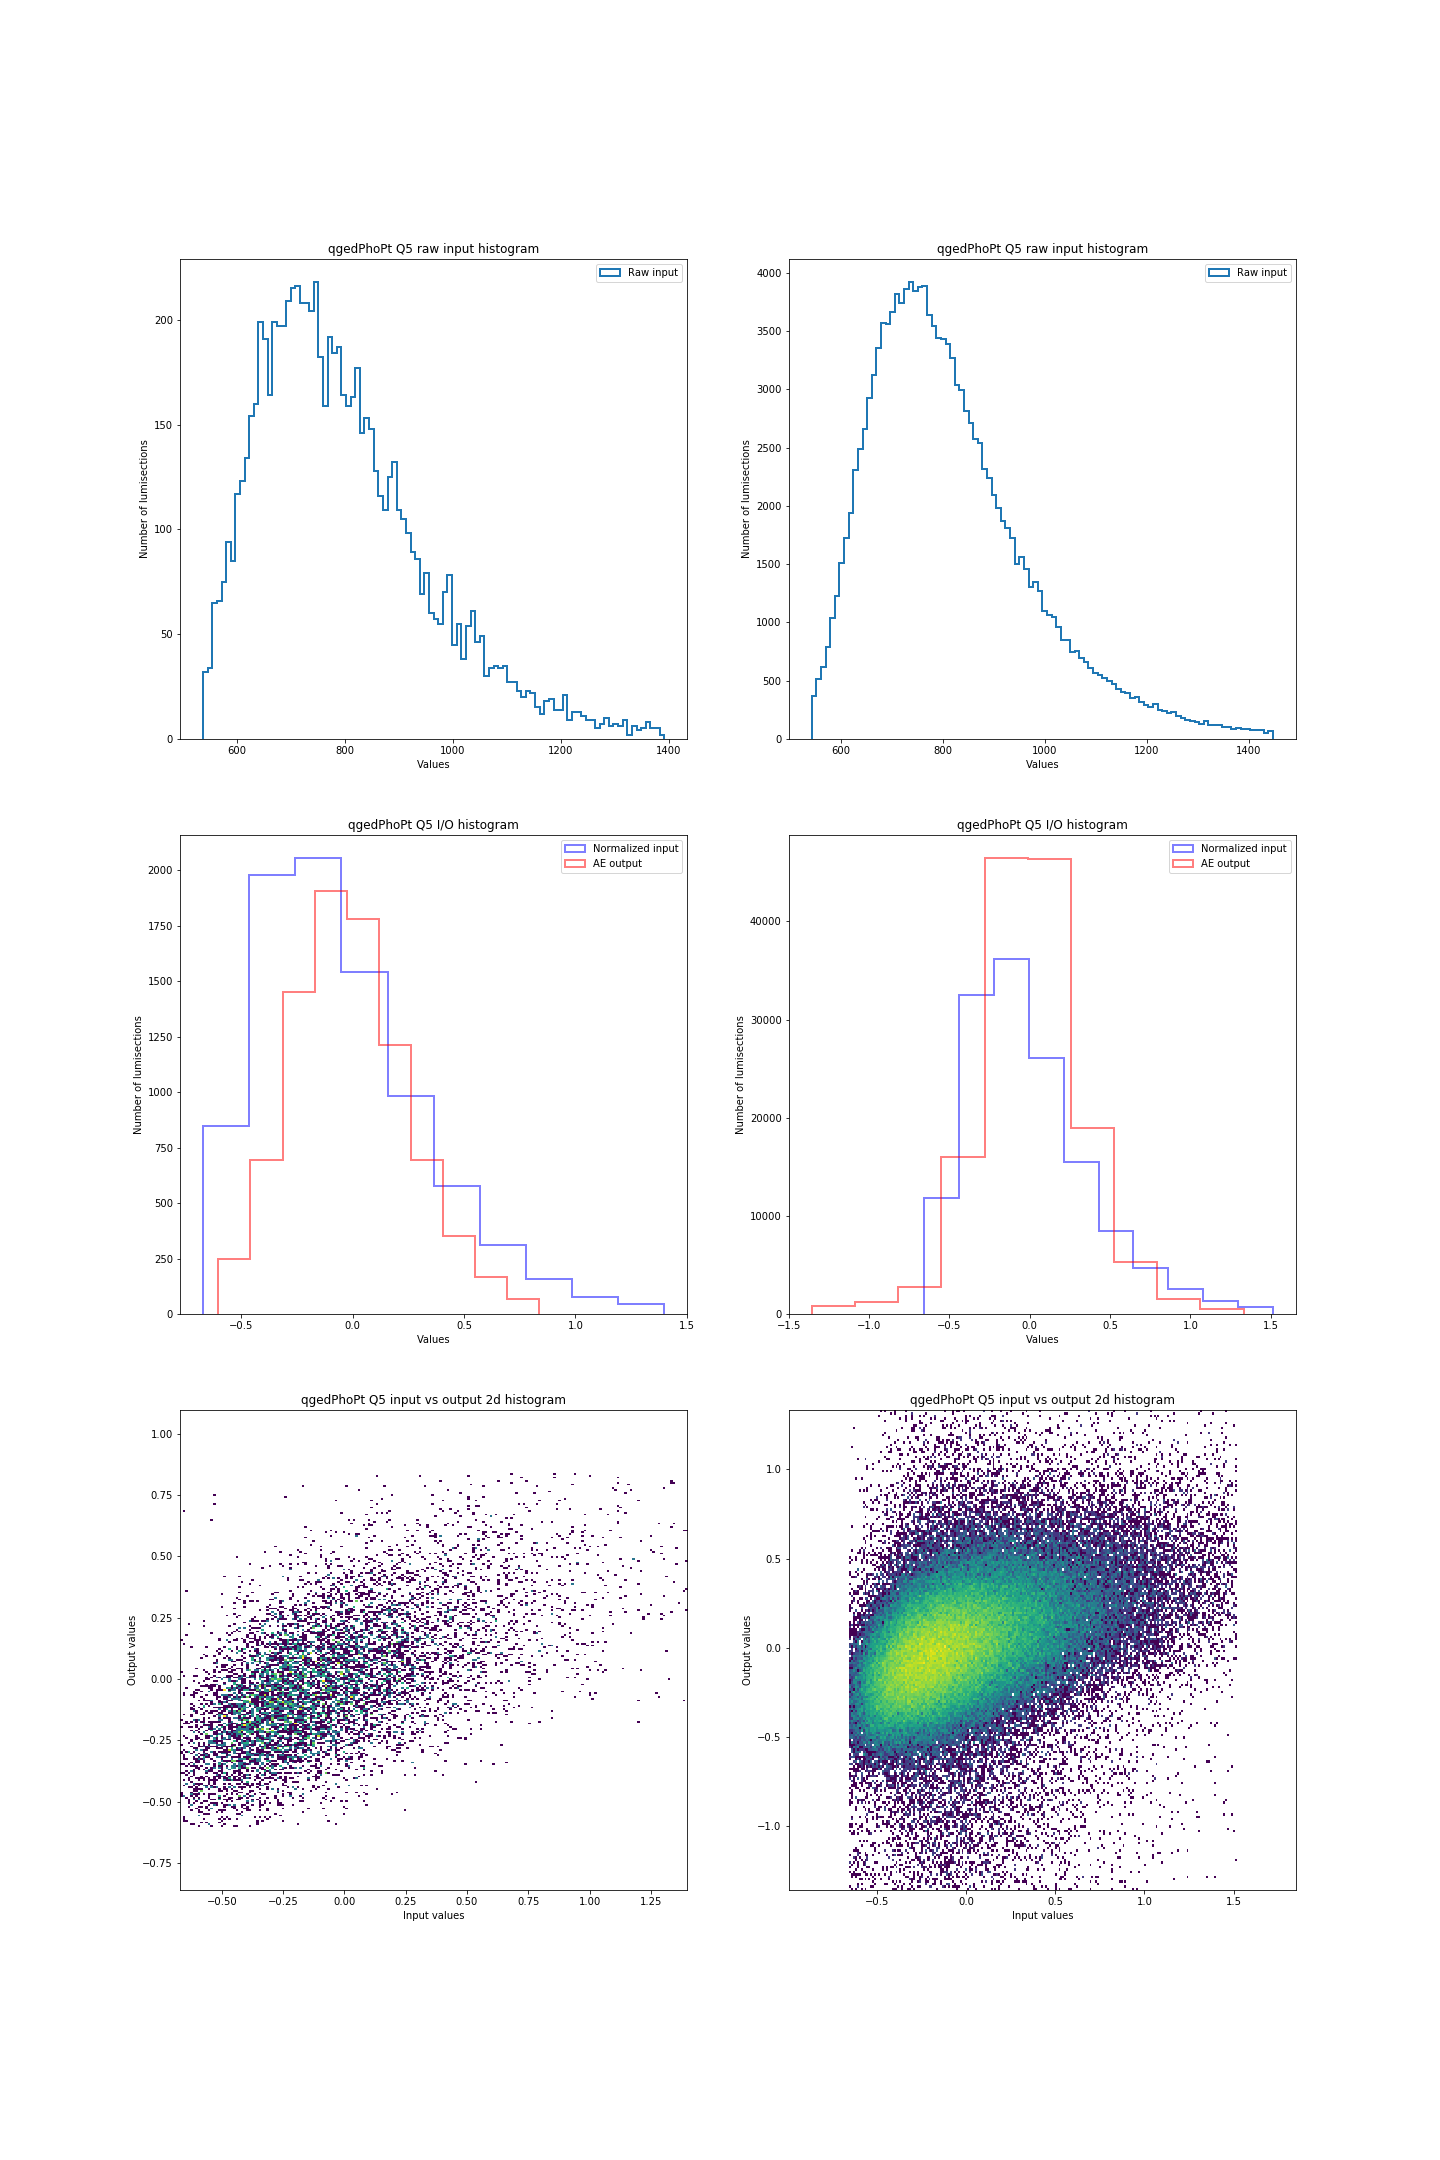 qgedPhoPt Q5 raw input histogram
Raw input
Number of lumisections
200
150
100
50
0
600 800 1000 1200 1400
Values
qgedPhoPt Q5 raw input histogram
Raw input
Number of lumisections
4000
3500
3000
2500
2000
1500
1000
500
0
600 800 1000 1200 1400
Values
qgedPhoPt Q5 I/O histogram
Normalized input
AE output
Number of lumisections
2000
1750
1500
1250
1000
750
500
250
0
−0.5 0.0 0.5 1.0 1.5
Values
qgedPhoPt Q5 I/O histogram
Normalized input
AE output
Number of lumisections
40000
30000
20000
10000
0
−1.5 −1.0 −0.5 0.0 0.5 1.0 1.5
Values
qgedPhoPt Q5 input vs output 2d histogram
Output values
1.00
0.75
0.50
0.25
0.00
−0.25
−0.50
−0.75
−0.50 −0.25 0.00 0.25 0.50 0.75 1.00 1.25
Input values
qgedPhoPt Q5 input vs output 2d histogram
Output values
1.0
0.5
0.0
−0.5
−1.0
−0.5 0.0 0.5 1.0 1.5
Input values